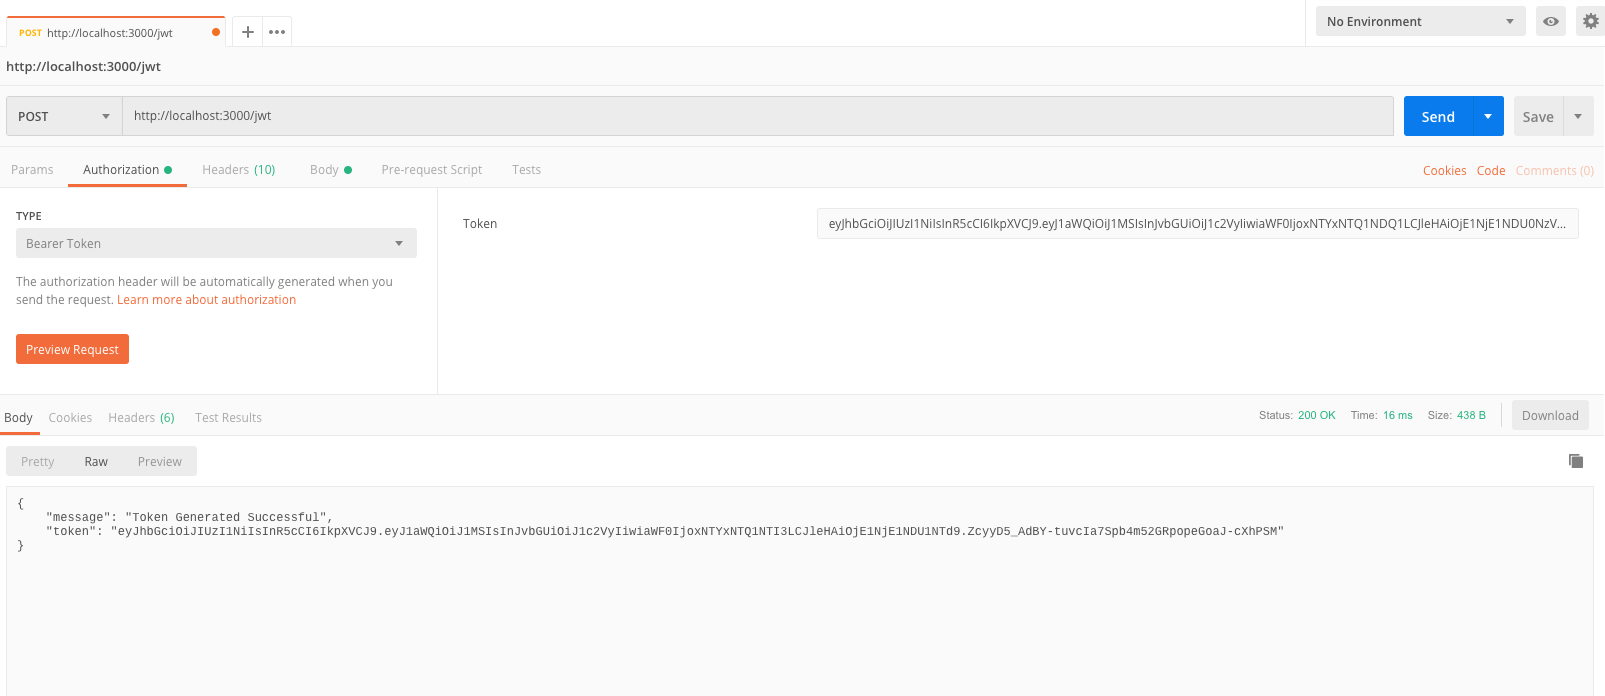 POST http://localhost:3000/jwt
No Environment
http://localhost:3000/jwt
POST http://localhost:3000/jwt Send Save
Params Authorization Headers (10) Body Pre-request Script Tests Cookies Code Comments (0)
TYPE
Bearer Token
The authorization header will be automatically generated when you
send the request. Learn more about authorization
Preview Request
Token eyJhbGciOiJIUzI1NiIsInR5cCI6IkpXVCJ9.eyJ1aWQiOiJ1MSIsInJvbGUiOiJ1c2VyIiwiaWF0IjoxNTYxNTQ1NDQ1LCJleHAiOjE1NjE1NDU0NzV...
Body Cookies Headers (6) Test Results Status: 200 OK Time: 16 ms Size: 438 B Download
Pretty Raw Preview
{
"message": "Token Generated Successful",
"token": "eyJhbGciOiJIUzI1NiIsInR5cCI6IkpXVCJ9.eyJ1aWQiOiJ1MSIsInJvbGUiOiJ1c2VyIiwiaWF0IjoxNTYxNTQ1NTI3LCJleHAiOjE1NjE1NDU1NTd9.ZcyyD5_AdBY-tuvcIa7Spb4m52GRpopeGoaJ-cXhPSM"
}